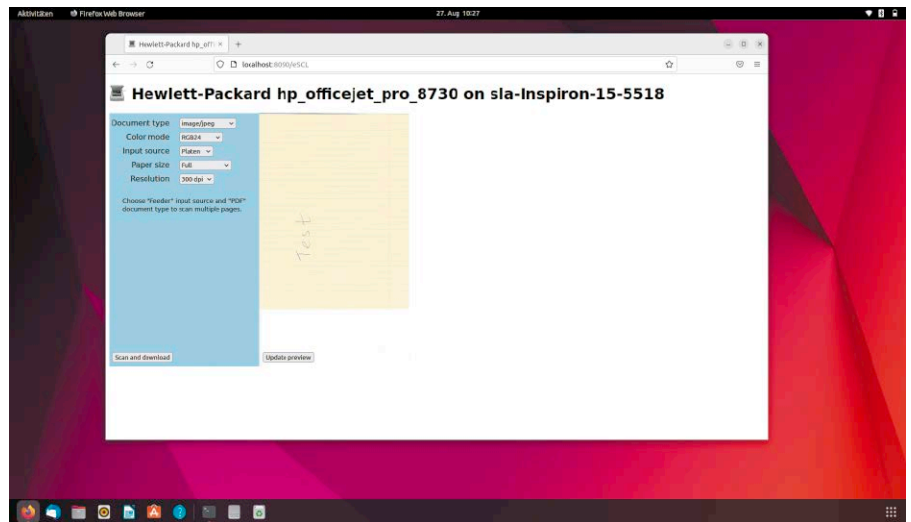 Aktivitäten Firefox Web Browser 27. Aug 10:27
Hewlett-Packard hp_offi
localhost:8090/eSCL
Hewlett-Packard hp_officejet_pro_8730 on sla-Inspiron-15-5518
Document type image/jpeg
Color mode RGB24
Input source Platen
Paper size Full
Resolution 300 dpi
Choose "Feeder" input source and "PDF"
document type to scan multiple pages.
Test
Scan and download Update preview